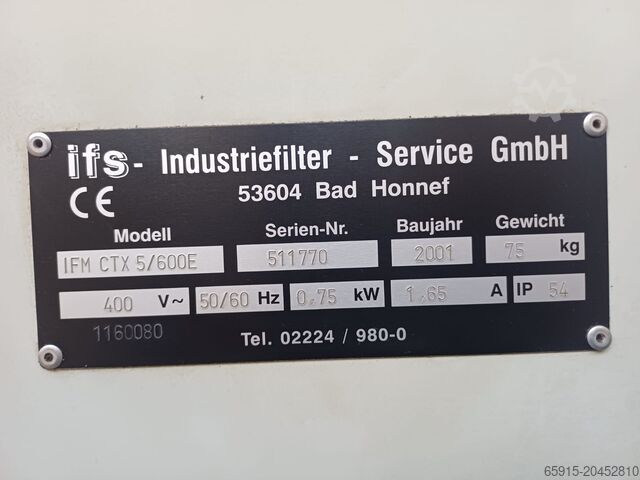 ifs - Industriefilter - Service GmbH
CE 53604 Bad Honnef
Modell Serien-Nr. Baujahr Gewicht
IFM CTX 5/600E 511770 2001 75 kg
400 V~ 50/60 Hz 0,75 kW 1,65 A IP 54
1160080 Tel. 02224 / 980-0
65915-20452810